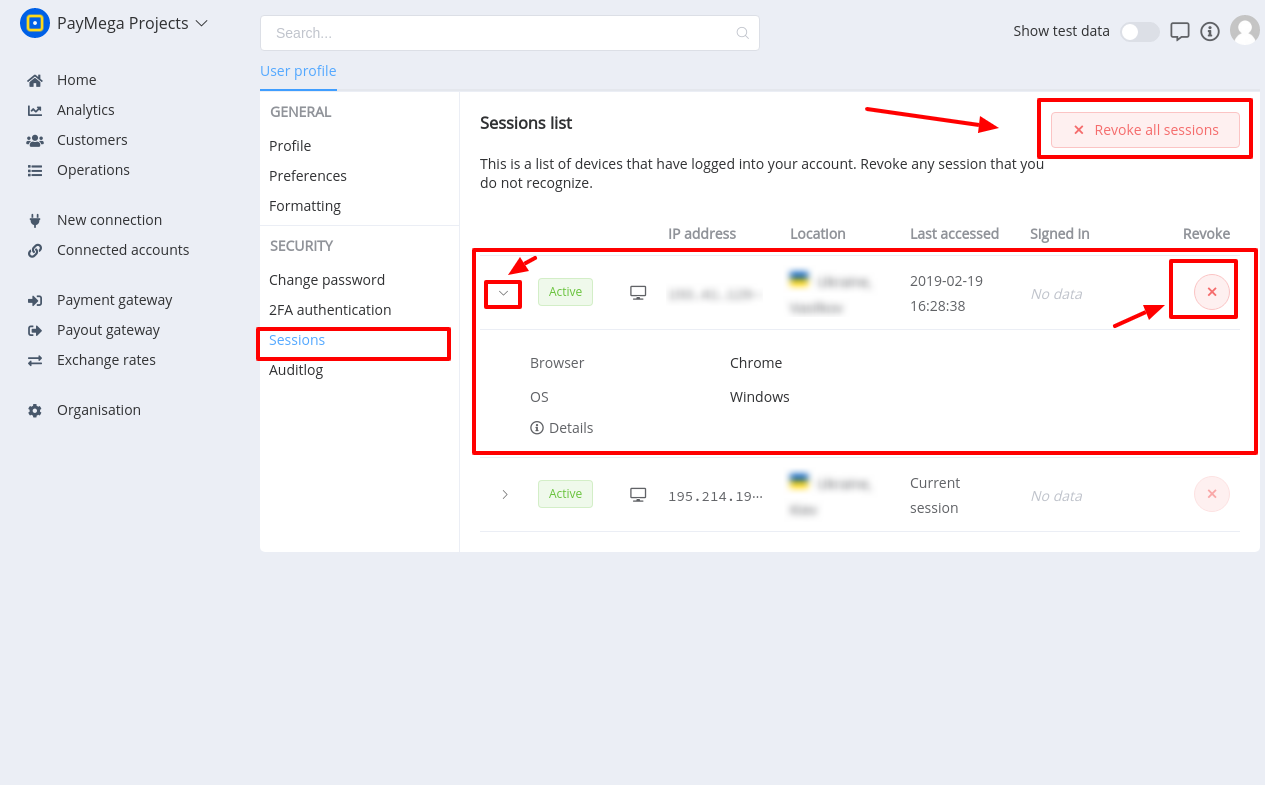 PayMega Projects
Search...
Show test data
Home
Analytics
Customers
Operations
New connection
Connected accounts
Payment gateway
Payout gateway
Exchange rates
Organisation
User profile
GENERAL
Profile
Preferences
Formatting
SECURITY
Change password
2FA authentication
Sessions
Auditlog
Sessions list
Revoke all sessions
This is a list of devices that have logged into your account. Revoke any session that you
do not recognize.
IP address Location Last accessed Signed in Revoke
Active 2019-02-19
16:28:38 No data
Browser Chrome
OS Windows
Details
Active 195.214.19… Current
session No data